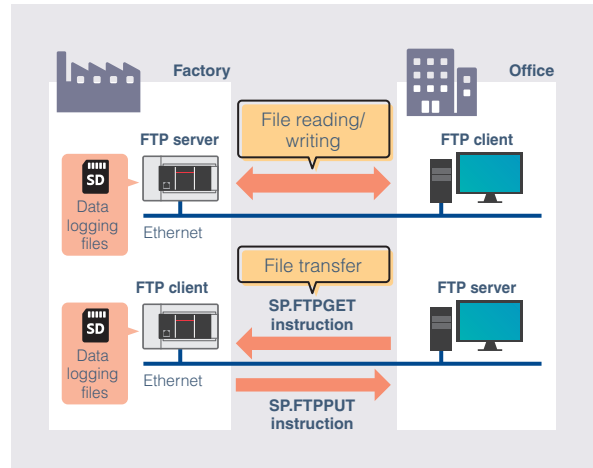 Factory
Office
File reading/
writing
FTP server
FTP client
SD
Data
logging
files
Ethernet
File transfer
FTP client
FTP server
SP.FTPGET
instruction
SD
Data
logging
files
Ethernet
SP.FTPPUT
instruction